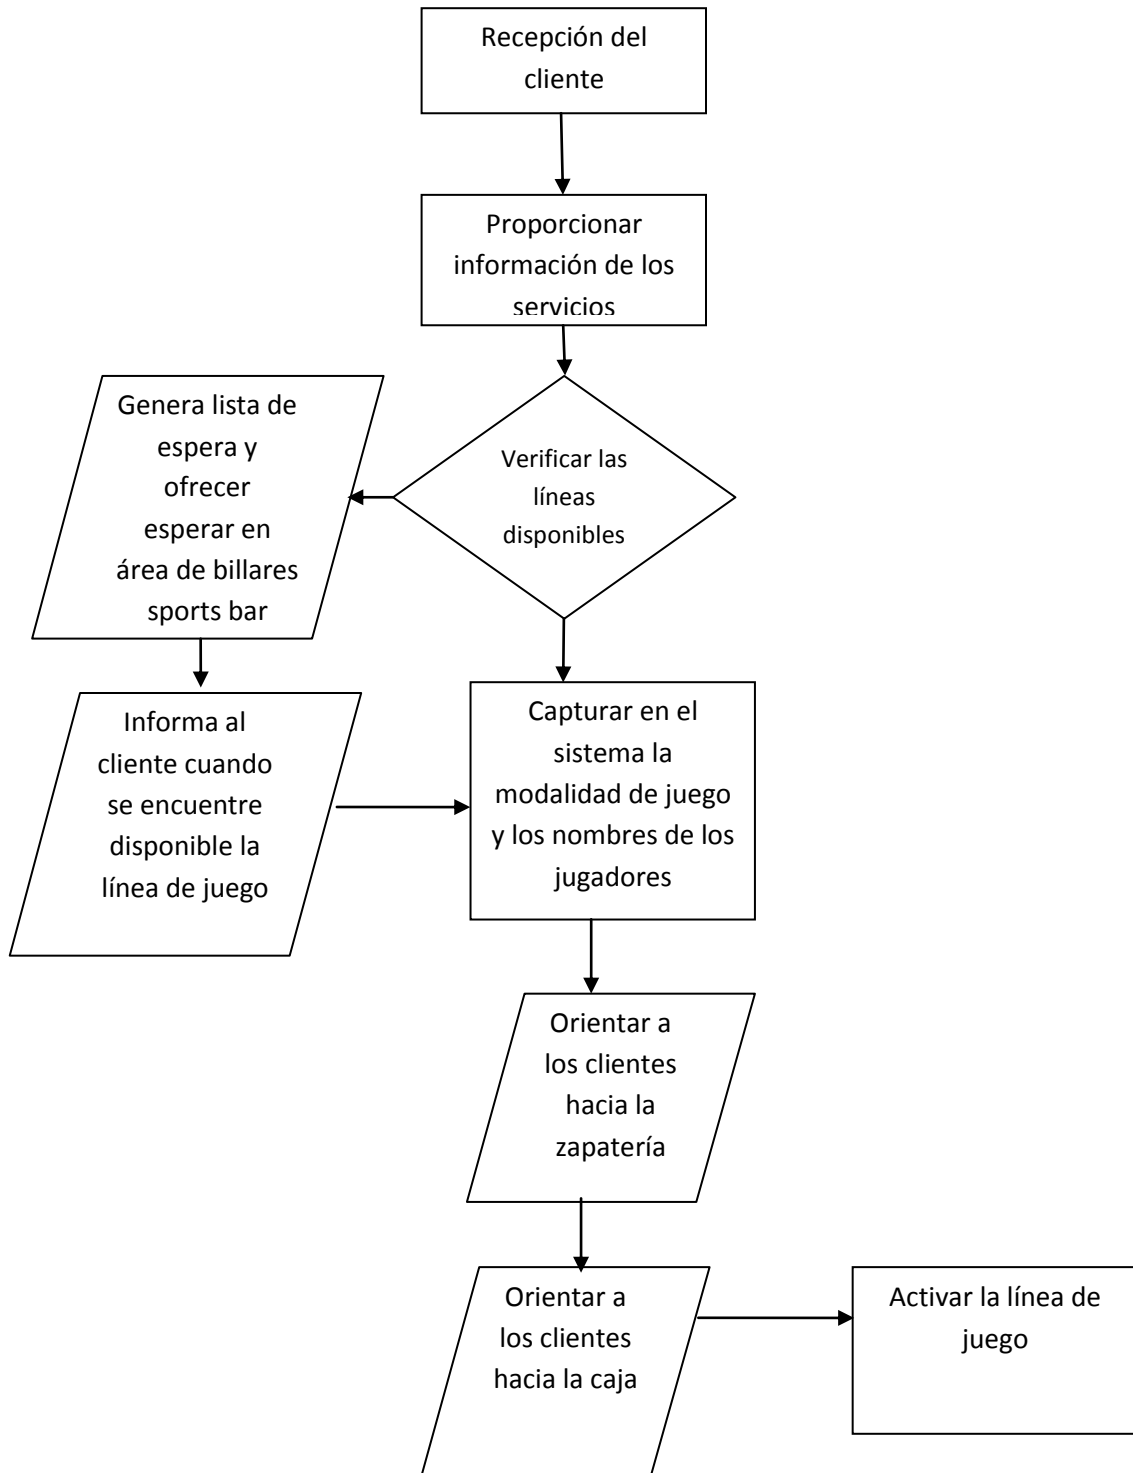 Recepción del
cliente
Proporcionar
información de los
servicios
Genera lista de
espera y
ofrecer
esperar en
área de billares
sports bar
Verificar las
líneas
disponibles
Informa al
cliente cuando
se encuentre
disponible la
línea de juego
Capturar en el
sistema la
modalidad de juego
y los nombres de los
jugadores
Orientar a
los clientes
hacia la
zapatería
Orientar a
los clientes
hacia la caja
Activar la línea de
juego